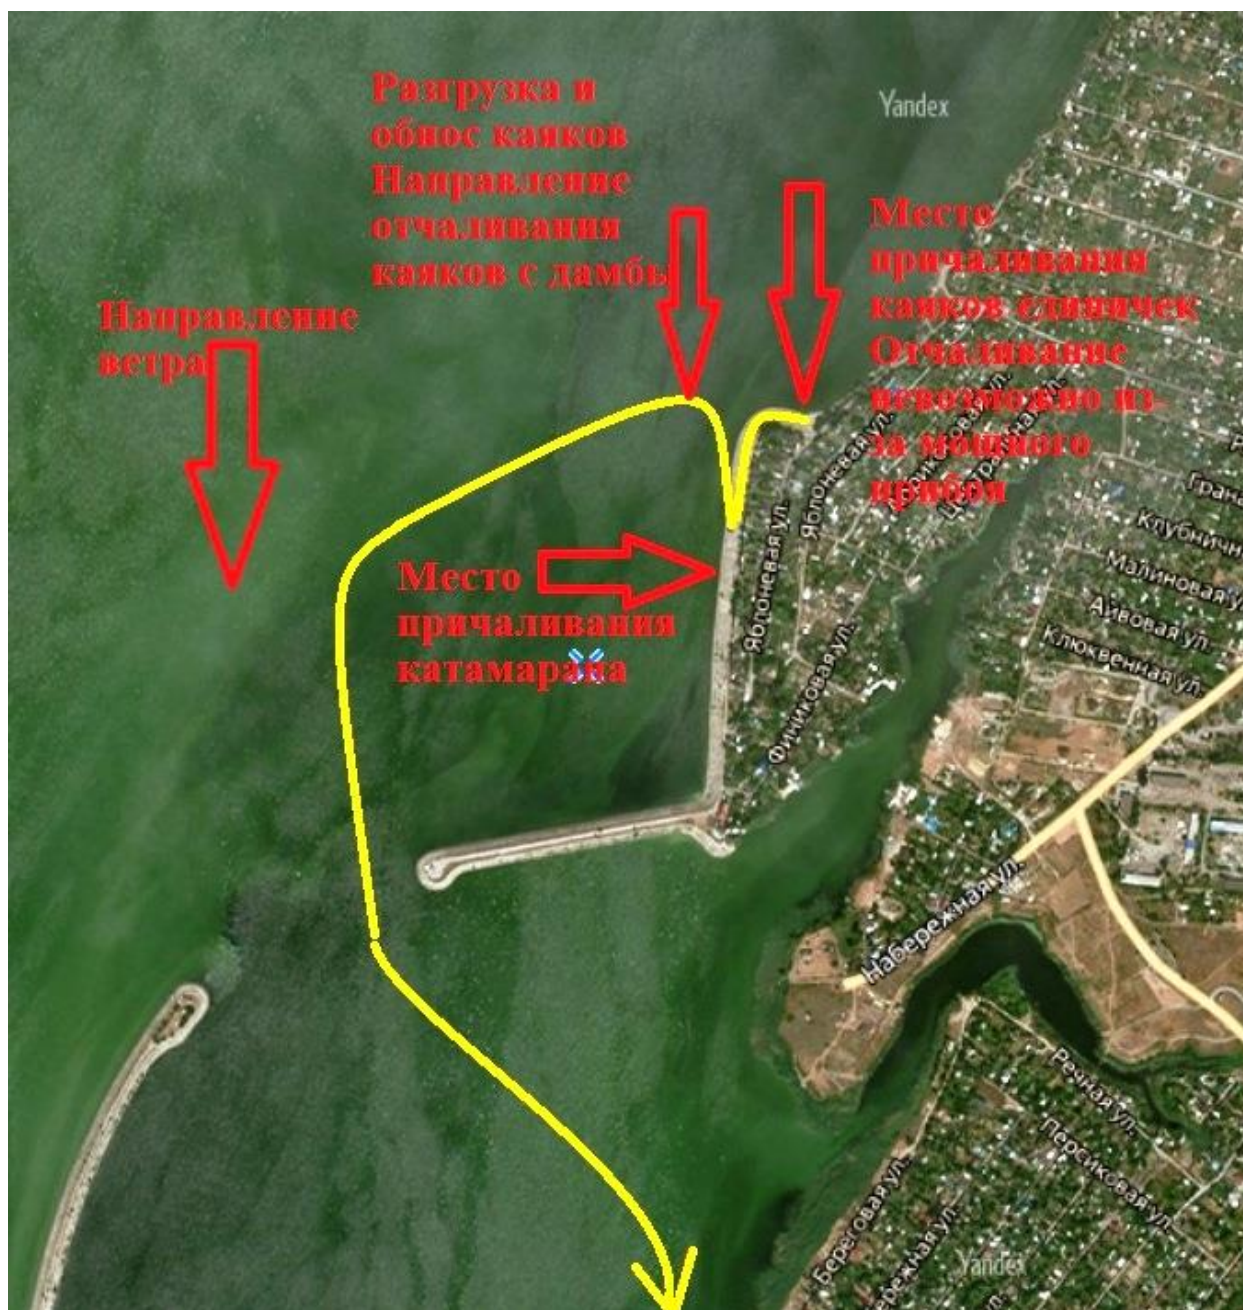 Разгрузка и
обнос каяков
Направление
отчаливания
каяков с дамбы
Yandex
Место
причаливания
каяков единичек
Отчаливание
невозможно из-
за мощного
прибоя
Направление
ветра
Место
причаливания
катамарана
Яблоневая ул.
Яблоневая ул.
Финиковая ул.
Клубничн
Малиновая у
Айвовая ул.
Клюквенная ул.
Набережная ул.
Речная ул.
Персиковая ул.
Береговая ул.
Yandex